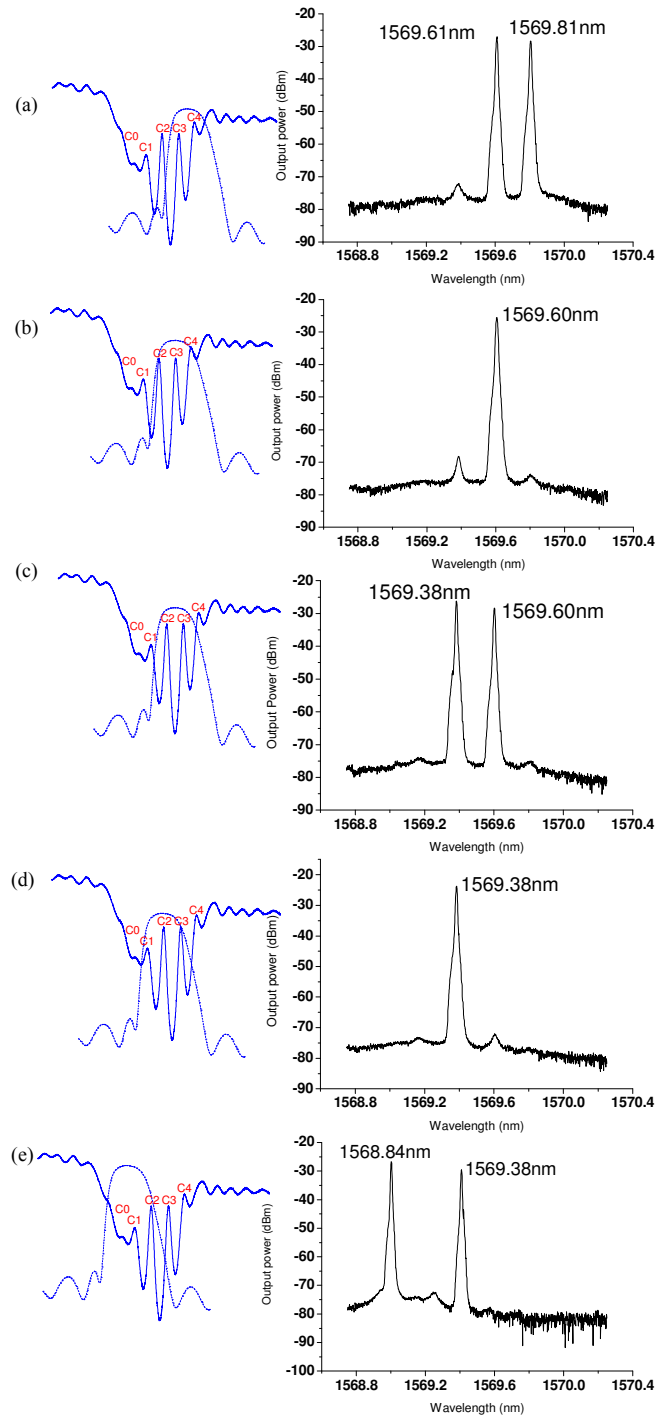 (a)
C0
C1
C2
C3
C4
1569.61nm
1569.81nm
Output power (dBm)
-20
-30
-40
-50
-60
-70
-80
-90
1568.8 1569.2 1569.6 1570.0 1570.4
Wavelength (nm)
(b)
C0
C1
C2
C3
C4
1569.60nm
Output power (dBm)
-20
-30
-40
-50
-60
-70
-80
-90
1568.8 1569.2 1569.6 1570.0 1570.4
Wavelength (nm)
(c)
C0
C1
C2
C3
C4
1569.38nm
1569.60nm
Output Power (dBm)
-20
-30
-40
-50
-60
-70
-80
-90
1568.8 1569.2 1569.6 1570.0 1570.4
Wavelength (nm)
(d)
C0
C1
C2
C3
C4
1569.38nm
Output power (dBm)
-20
-30
-40
-50
-60
-70
-80
-90
1568.8 1569.2 1569.6 1570.0 1570.4
Wavelength (nm)
(e)
C0
C1
C2
C3
C4
1568.84nm
1569.38nm
Output power (dBm)
-20
-30
-40
-50
-60
-70
-80
-90
-100
1568.8 1569.2 1569.6 1570.0 1570.4
Wavelength (nm)